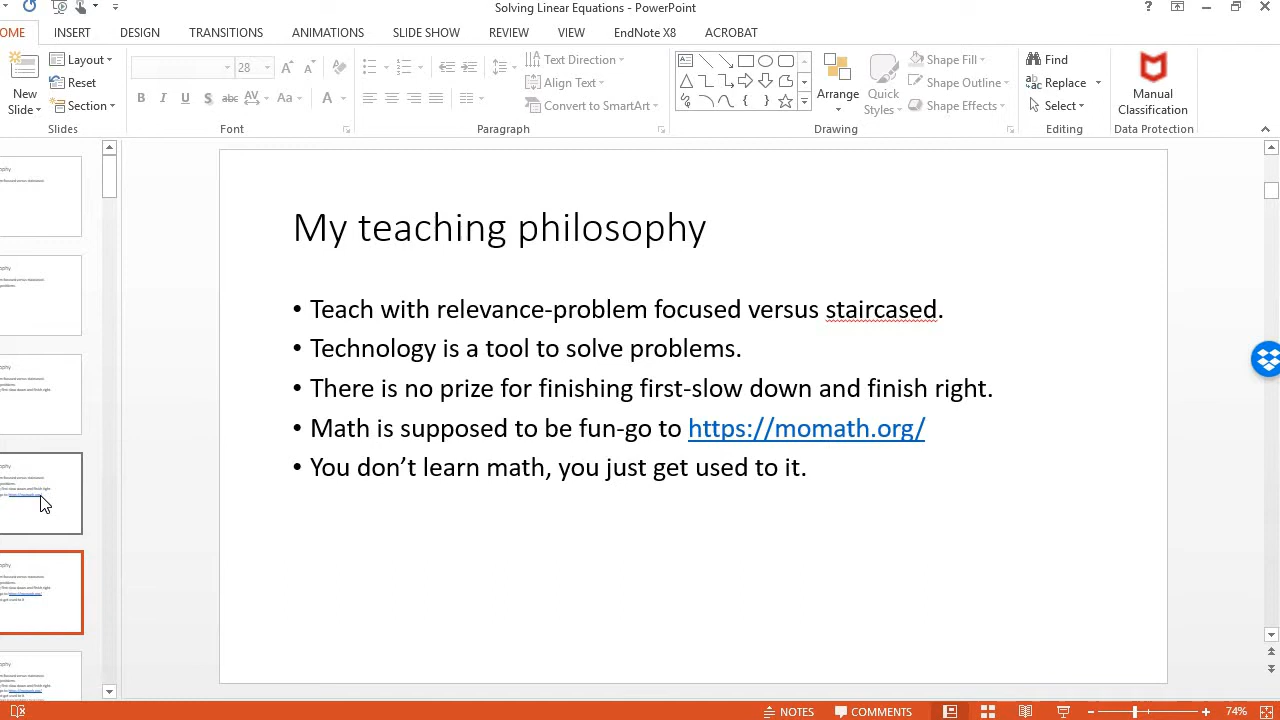 Solving Linear Equations - PowerPoint
?
OME INSERT DESIGN TRANSITIONS ANIMATIONS SLIDE SHOW REVIEW VIEW EndNote X8 ACROBAT
New Slide
Layout
Reset
Section
Slides
28
B I U S abc AV Aa A
Font
Text Direction
Align Text
Convert to SmartArt
Paragraph
Arrange
Quick Styles
Shape Fill
Shape Outline
Shape Effects
Drawing
Find
Replace
Select
Editing
Manual Classification
Data Protection
My teaching philosophy
• Teach with relevance-problem focused versus staircased.
• Technology is a tool to solve problems.
• There is no prize for finishing first-slow down and finish right.
• Math is supposed to be fun-go to https://momath.org/
• You don’t learn math, you just get used to it.
NOTES COMMENTS 74%